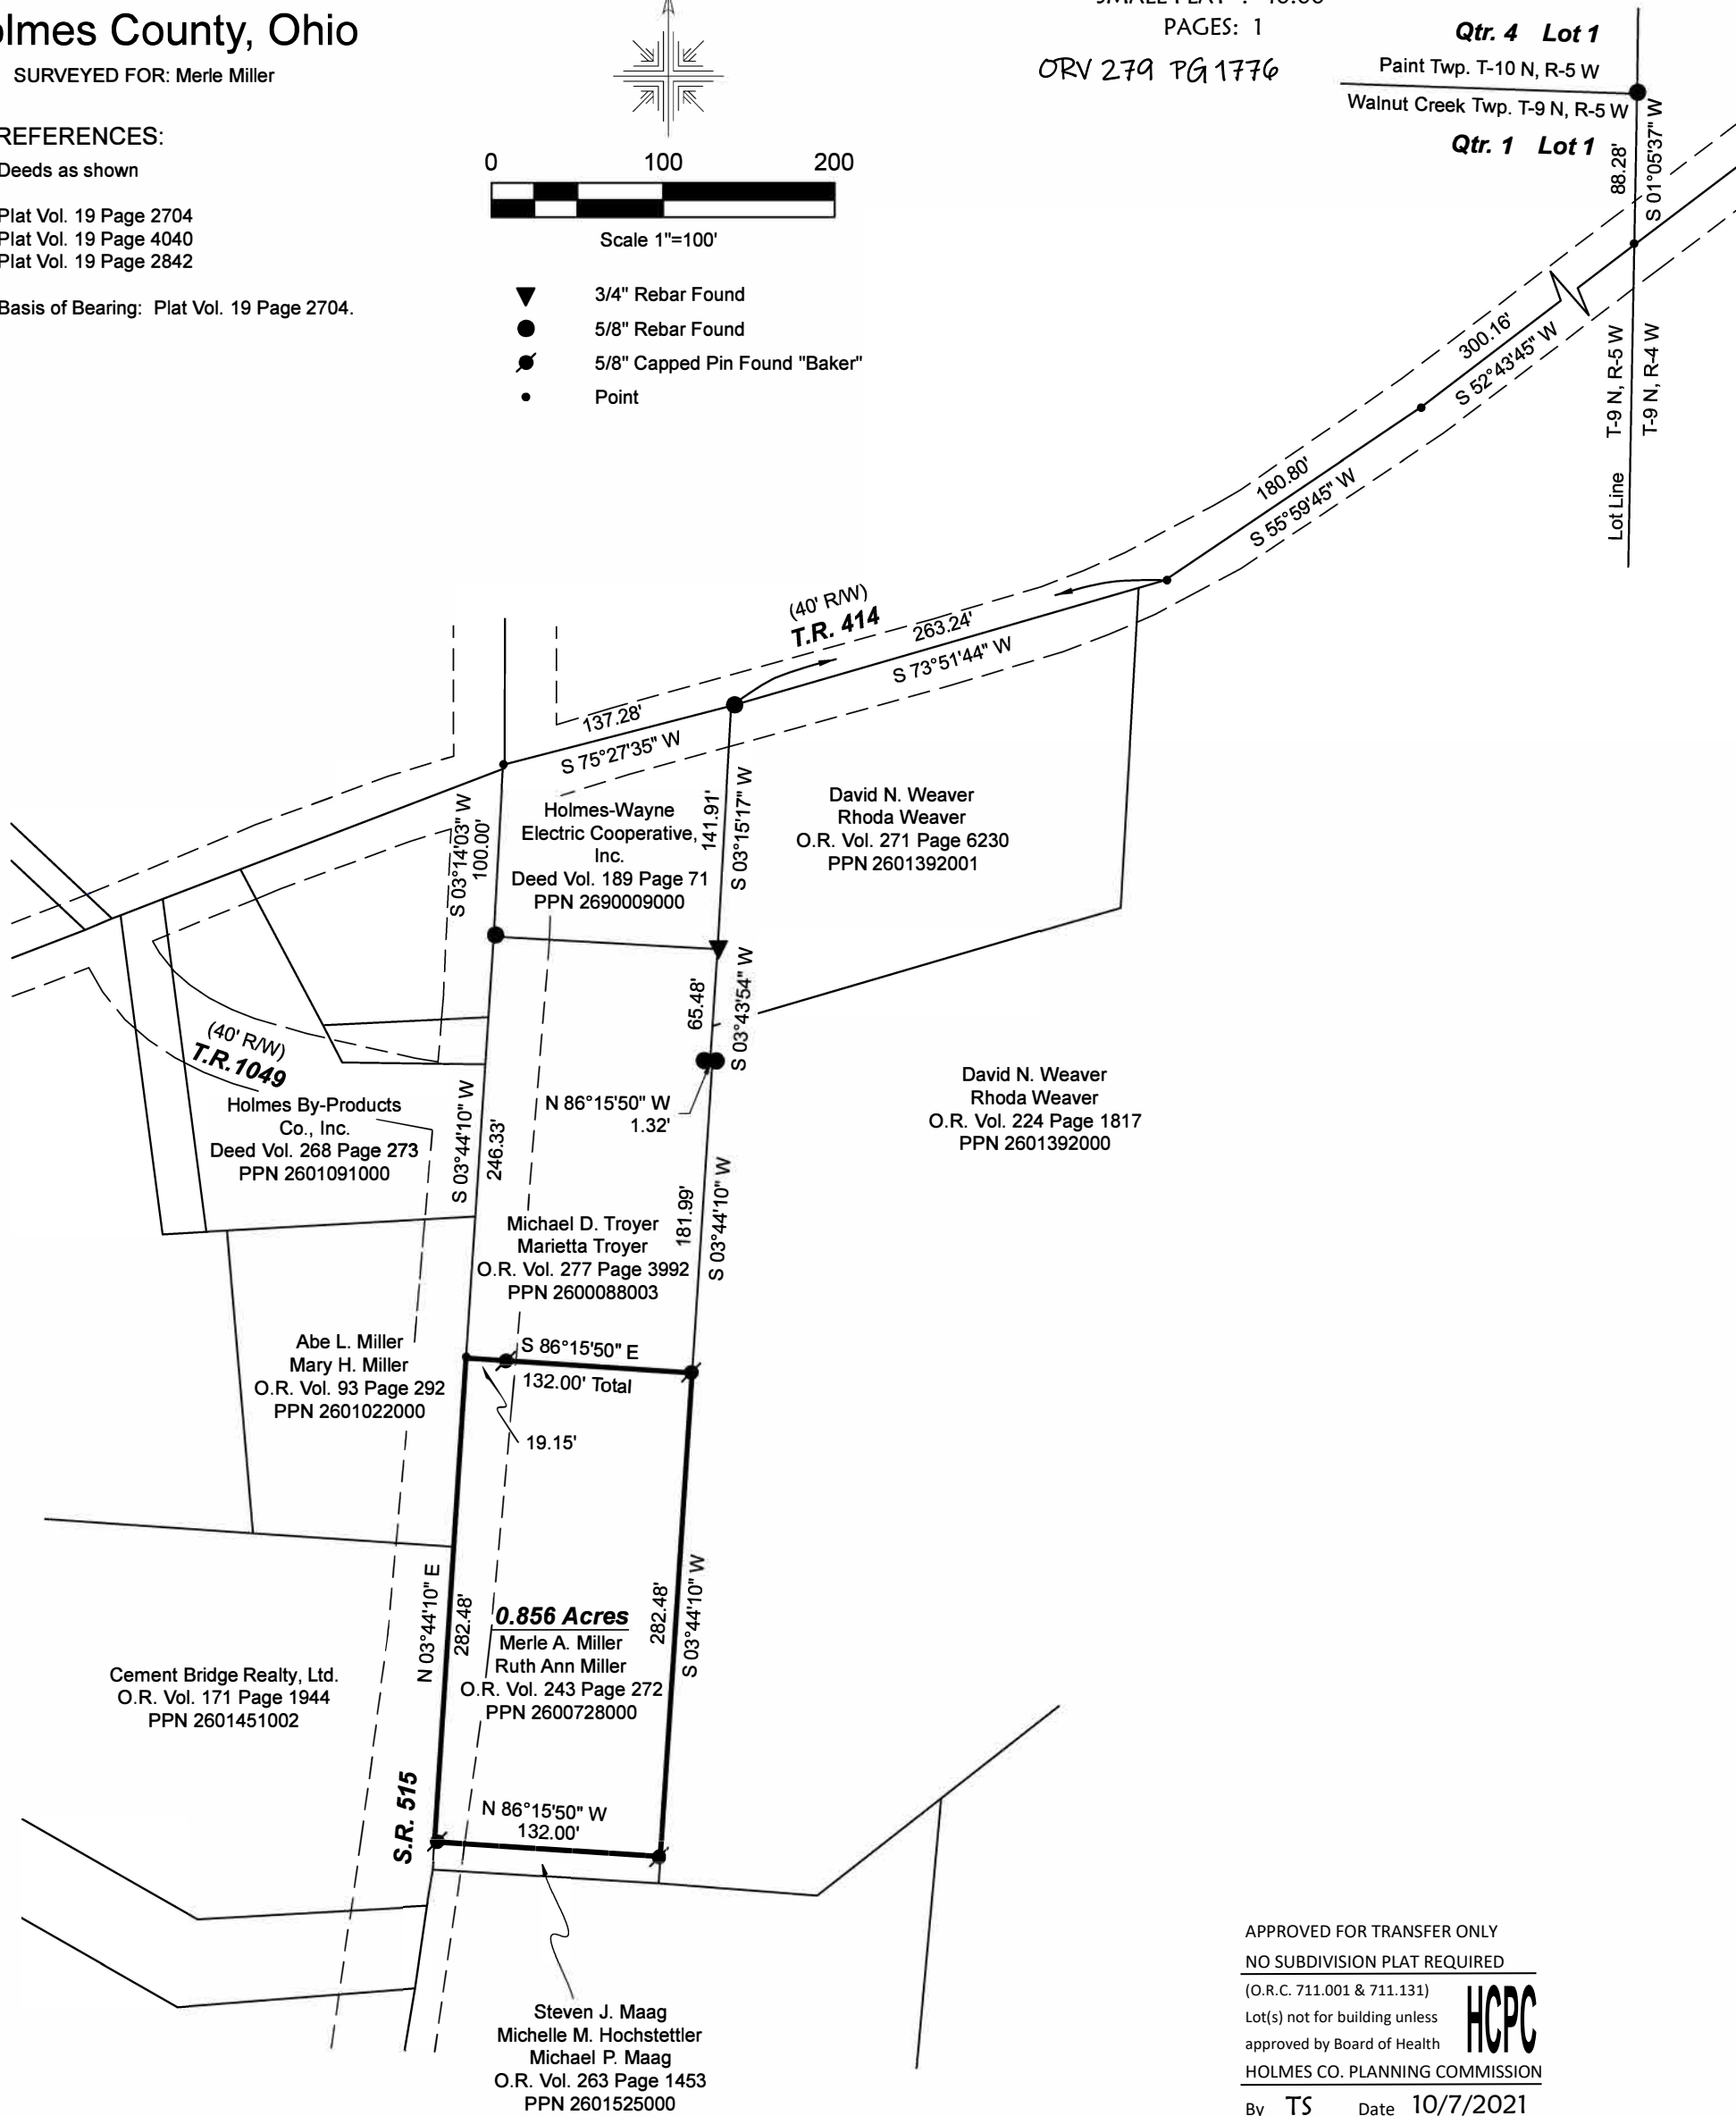 County, Ohio
SURVEYED FOR: Merle Miller
REFERENCES:
Deeds as shown
Plat Vol. 19 Page 2704
Plat Vol. 19 Page 4040
Plat Vol. 19 Page 2842
Basis of Bearing: Plat Vol. 19 Page 2704.
0 100 200
Scale 1"=100'
3/4" Rebar Found
5/8" Rebar Found
5/8" Capped Pin Found "Baker"
Point
PAGES: 1
ORV 279 PG 1776
Qtr. 4 Lot 1
Paint Twp. T-10 N, R-5 W
Walnut Creek Twp. T-9 N, R-5 W
Qtr. 1 Lot 1
88.28'
S 01°05'37" W
300.16'
S 52°43'45" W
T-9 N, R-5 W
T-9 N, R-4 W
Lot Line
180.80'
S 55°59'45" W
(40' R/W)
T.R. 414
263.24'
S 73°51'44" W
137.28'
S 75°27'35" W
S 03°14'03" W
100.00'
Holmes-Wayne
Electric Cooperative,
Inc.
Deed Vol. 189 Page 71
PPN 2690009000
141.91'
S 03°15'17" W
David N. Weaver
Rhoda Weaver
O.R. Vol. 271 Page 6230
PPN 2601392001
65.48'
S 03°43'54" W
(40' R/W)
T.R. 1049
Holmes By-Products
Co., Inc.
Deed Vol. 268 Page 273
PPN 2601091000
S 03°44'10" W
246.33'
N 86°15'50" W
1.32'
David N. Weaver
Rhoda Weaver
O.R. Vol. 224 Page 1817
PPN 2601392000
181.99'
S 03°44'10" W
Michael D. Troyer
Marietta Troyer
O.R. Vol. 277 Page 3992
PPN 2600088003
Abe L. Miller
Mary H. Miller
O.R. Vol. 93 Page 292
PPN 2601022000
S 86°15'50" E
132.00' Total
19.15'
N 03°44'10" E
282.48'
0.856 Acres
Merle A. Miller
Ruth Ann Miller
O.R. Vol. 243 Page 272
PPN 2600728000
282.48'
S 03°44'10" W
Cement Bridge Realty, Ltd.
O.R. Vol. 171 Page 1944
PPN 2601451002
S.R. 515
N 86°15'50" W
132.00'
Steven J. Maag
Michelle M. Hochstettler
Michael P. Maag
O.R. Vol. 263 Page 1453
PPN 2601525000
APPROVED FOR TRANSFER ONLY
NO SUBDIVISION PLAT REQUIRED
(O.R.C. 711.001 & 711.131)
Lot(s) not for building unless
approved by Board of Health
HCPC
HOLMES CO. PLANNING COMMISSION
By TS Date 10/7/2021